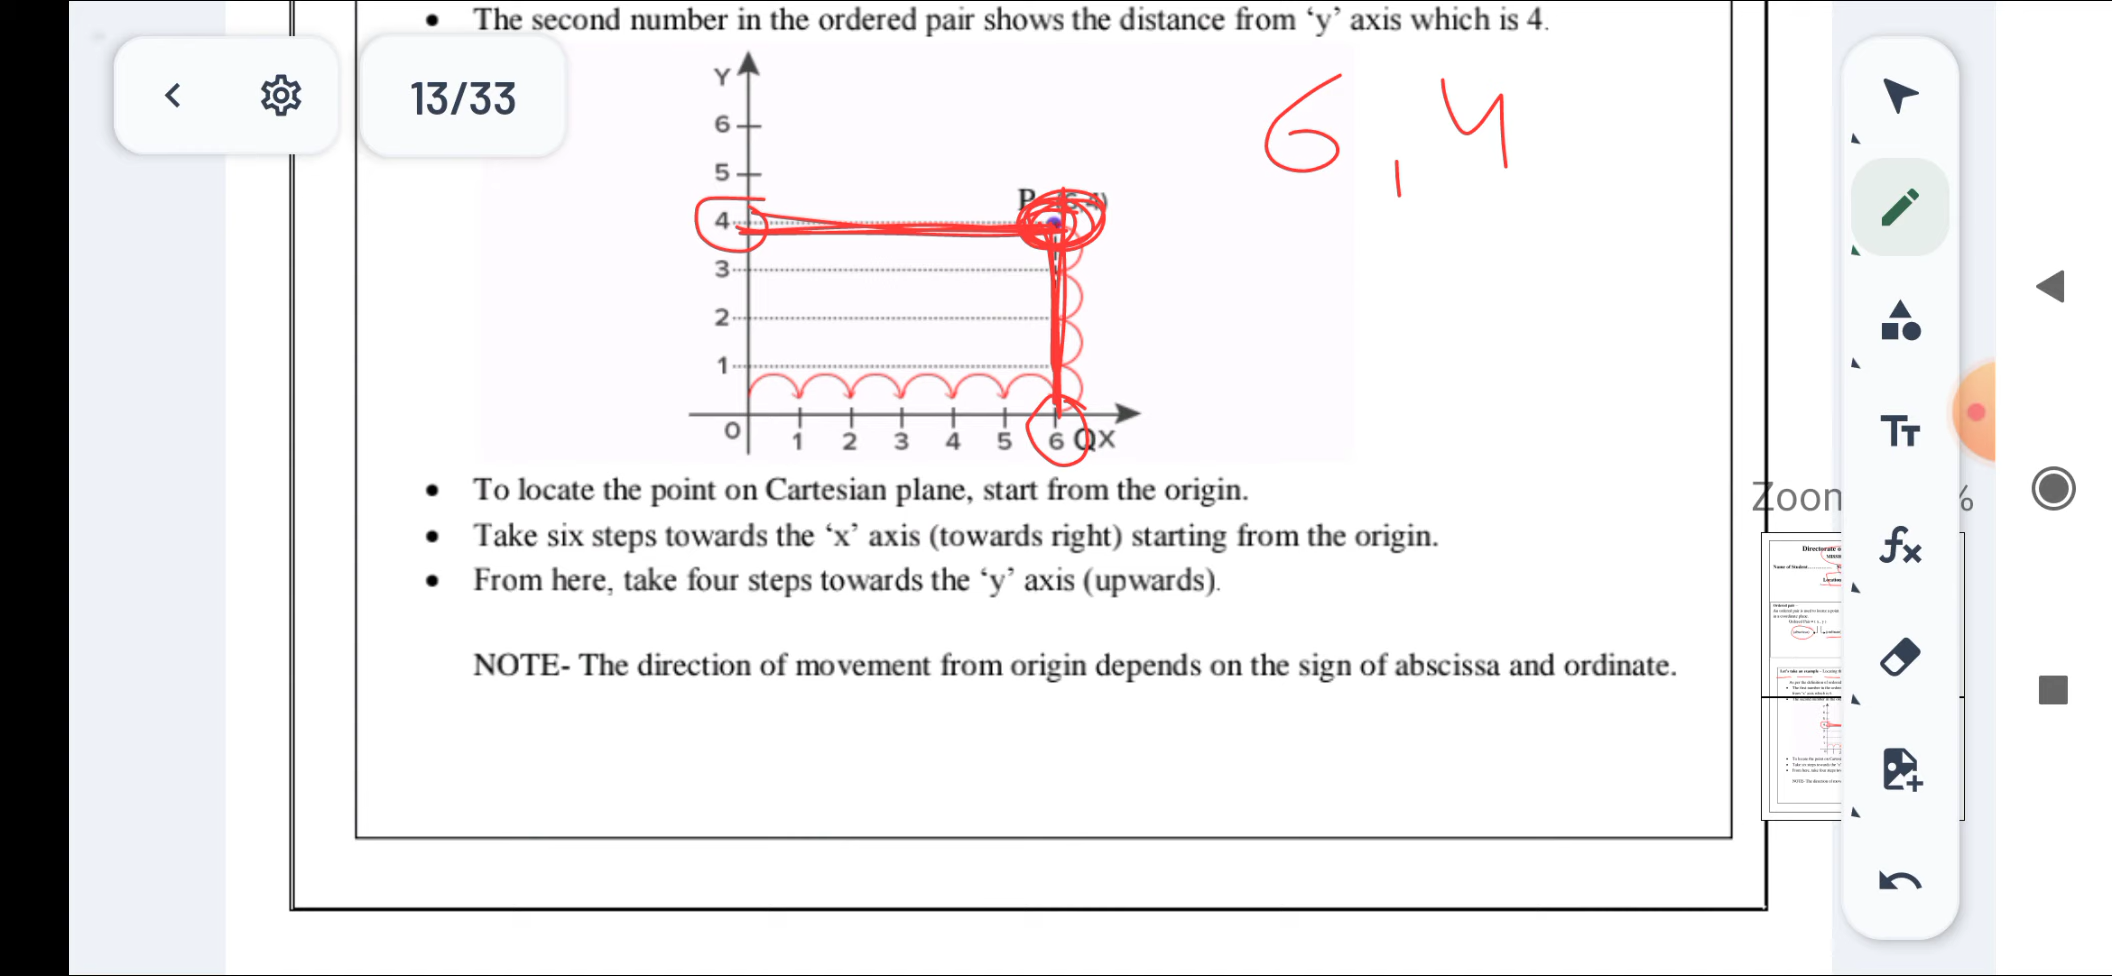 • The second number in the ordered pair shows the distance from ‘y’ axis which is 4.
13/33
6 , 4
Y
6
5
P
4
3
2
1
O 1 2 3 4 5 6 Q X
• To locate the point on Cartesian plane, start from the origin.
• Take six steps towards the ‘x’ axis (towards right) starting from the origin.
• From here, take four steps towards the ‘y’ axis (upwards).
NOTE- The direction of movement from origin depends on the sign of abscissa and ordinate.
Zoom %
Tт
fx